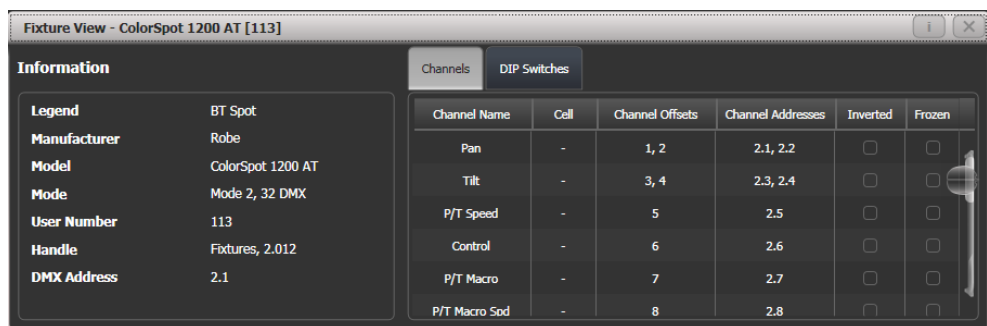 Fixture View - ColorSpot 1200 AT [113]
i
Information
Legend BT Spot
Manufacturer Robe
Model ColorSpot 1200 AT
Mode Mode 2, 32 DMX
User Number 113
Handle Fixtures, 2.012
DMX Address 2.1
Channels DIP Switches
Channel Name Cell Channel Offsets Channel Addresses Inverted Frozen
Pan - 1, 2 2.1, 2.2
Tilt - 3, 4 2.3, 2.4
P/T Speed - 5 2.5
Control - 6 2.6
P/T Macro - 7 2.7
P/T Macro Spd - 8 2.8